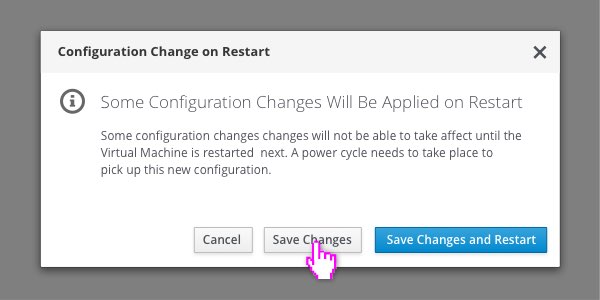 Configuration Change on Restart
Some Configuration Changes Will Be Applied on Restart
Some configuration changes changes will not be able to take affect until the
Virtual Machine is restarted next. A power cycle needs to take place to
pick up this new configuration.
Cancel
Save Changes
Save Changes and Restart